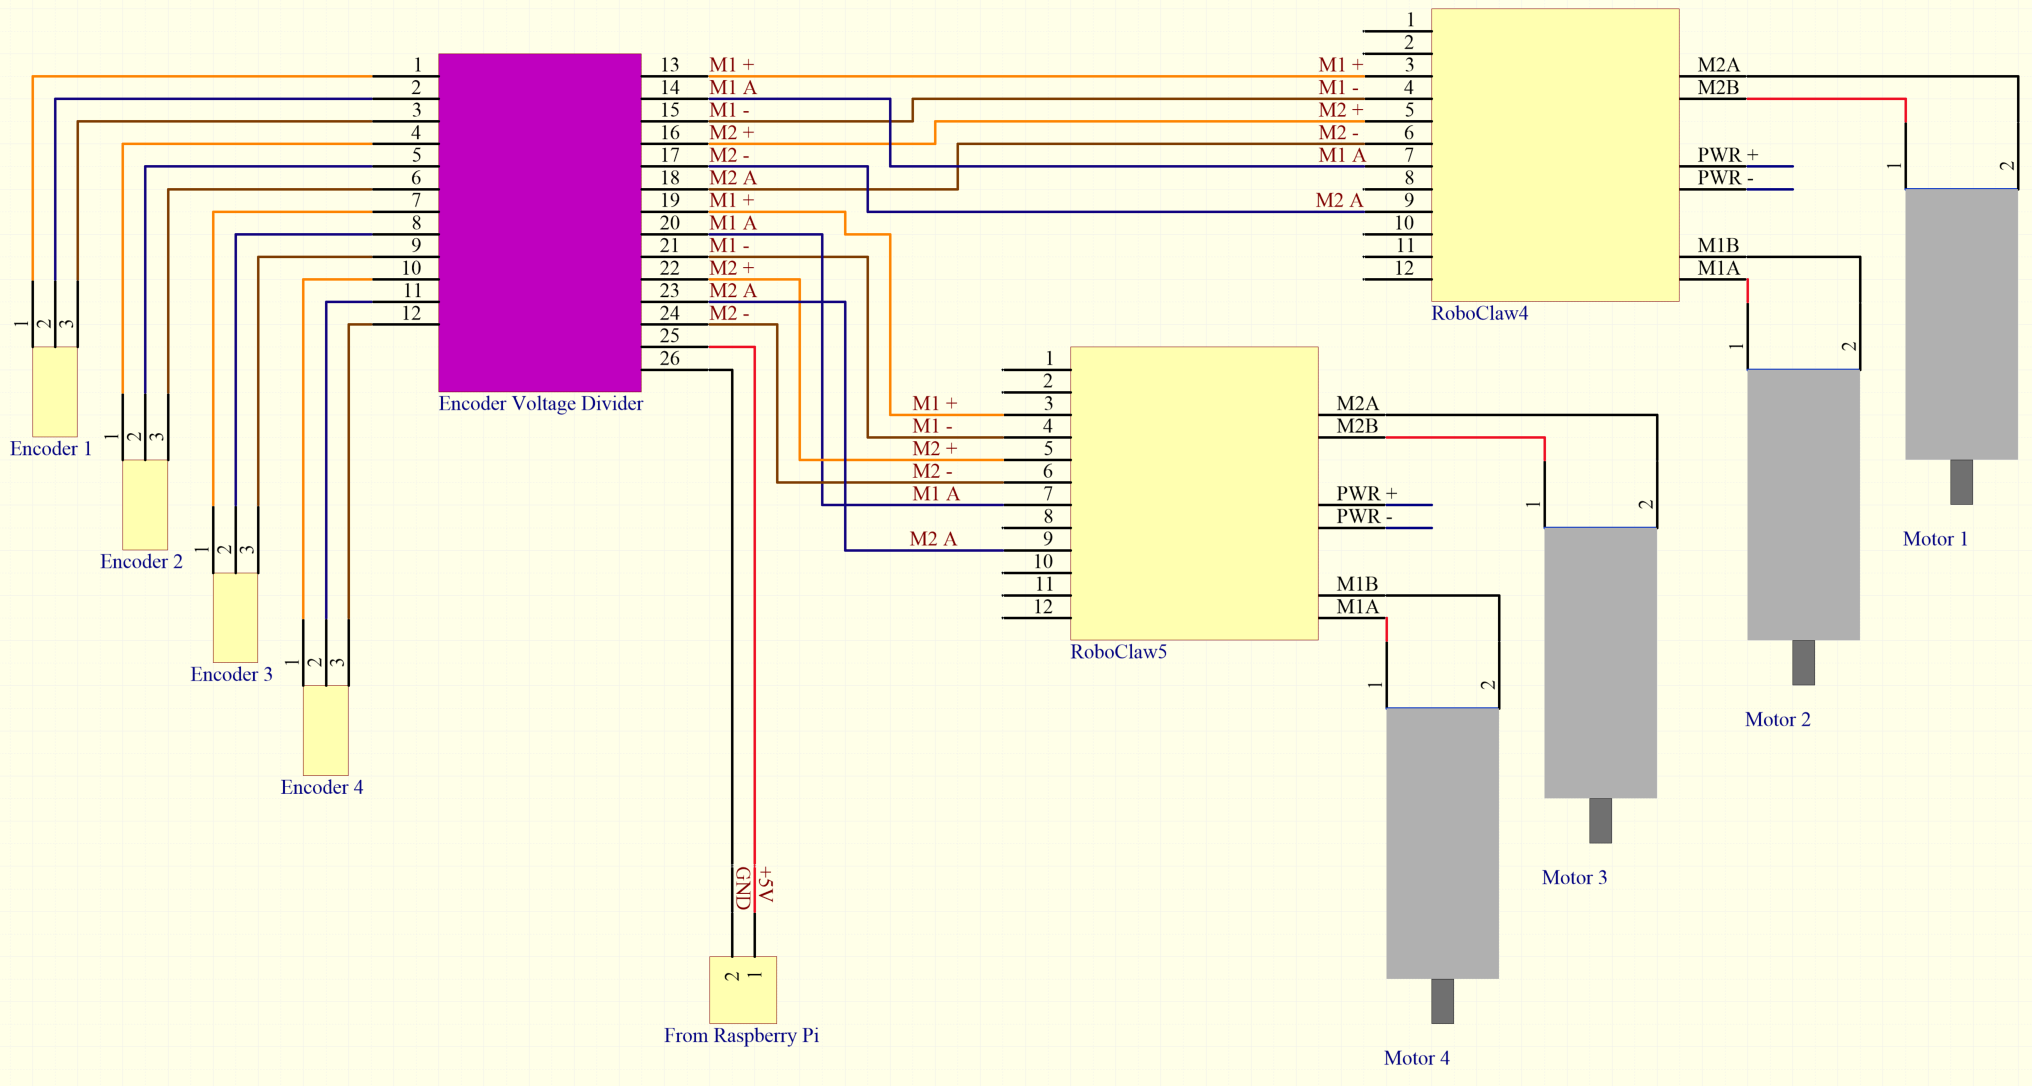 1
2
3
4
5
6
7
8
9
10
11
12
13 M1 +
14 M1 A
15 M1 -
16 M2 +
17 M2 -
18 M2 A
19 M1 +
20 M1 A
21 M1 -
22 M2 +
23 M2 A
24 M2 -
25
26
Encoder Voltage Divider
1 2 3
Encoder 1
1 2 3
Encoder 2
1 2 3
Encoder 3
1 2 3
Encoder 4
GND +5V
2 1
From Raspberry Pi
1
2
M1 + 3
M1 - 4
M2 + 5
M2 - 6
M1 A 7
8
M2 A 9
10
11
12
M2A
M2B
PWR +
PWR -
M1B
M1A
RoboClaw4
1 2
Motor 1
1 2
Motor 2
1
2
M1 + 3
M1 - 4
M2 + 5
M2 - 6
M1 A 7
8
M2 A 9
10
11
12
M2A
M2B
PWR +
PWR -
M1B
M1A
RoboClaw5
1 2
Motor 3
1 2
Motor 4